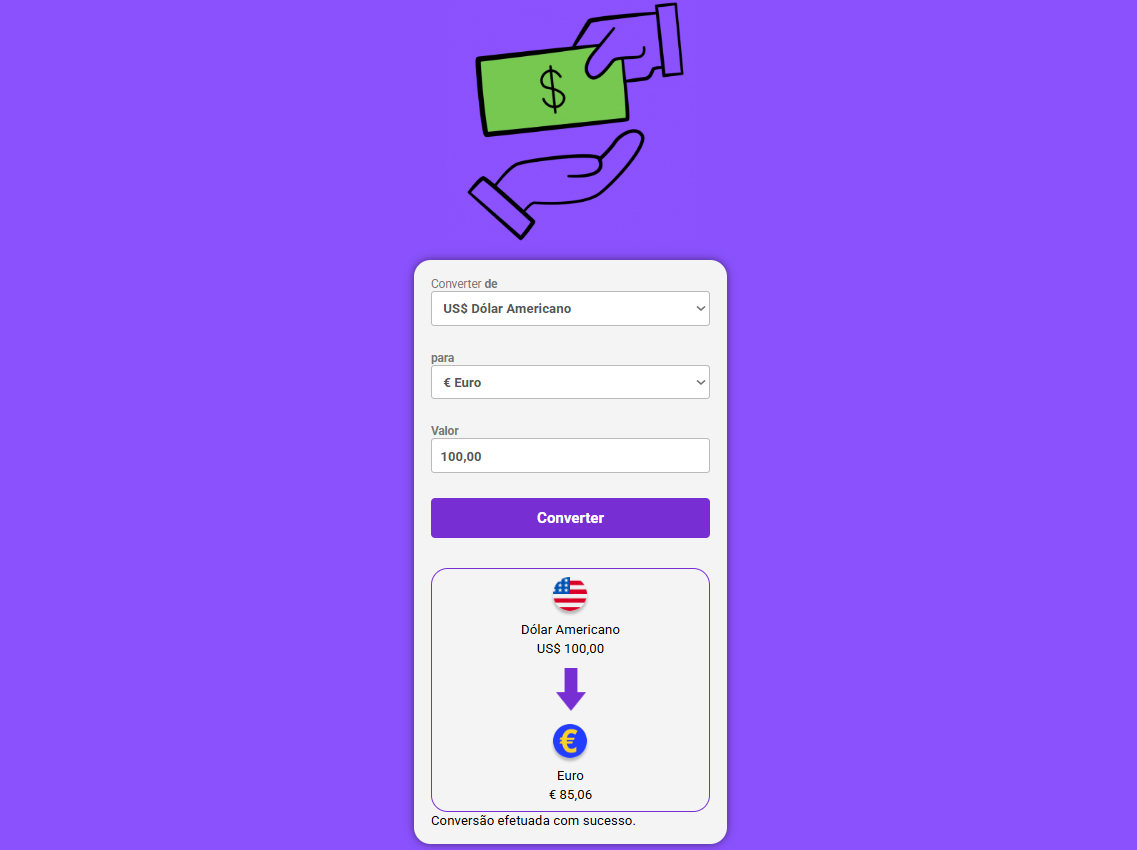 $
Converter de
US$ Dólar Americano
para
€ Euro
Valor
100,00
Converter
Dólar Americano
US$ 100,00
€
Euro
€ 85,06
Conversão efetuada com sucesso.